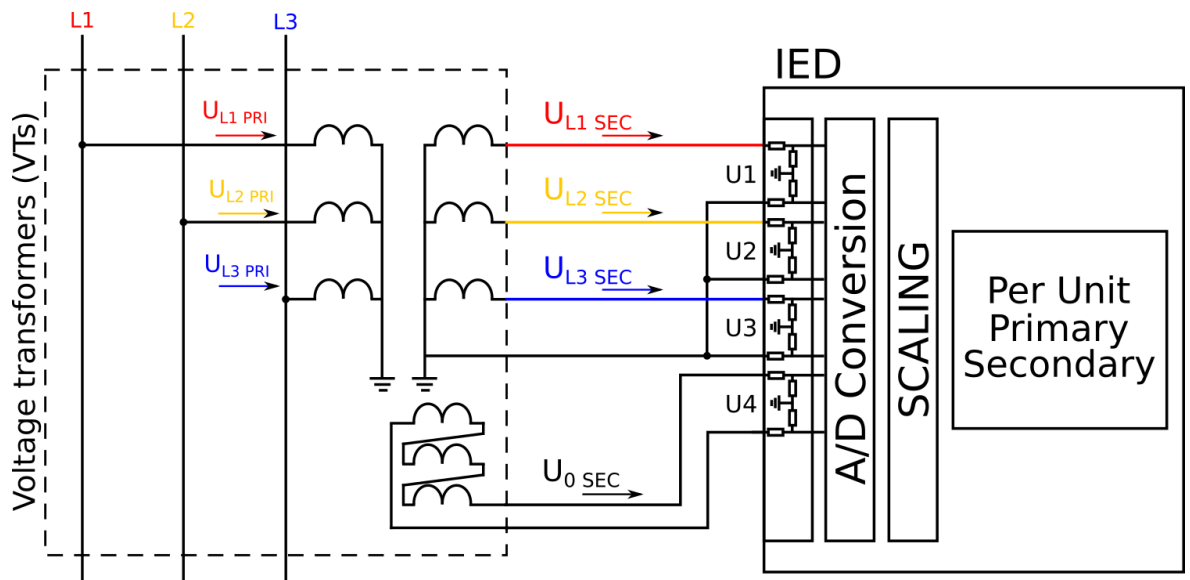 L1
L2
L3
IED
Voltage transformers (VTs)
UL1 PRI
UL1 SEC
U1
UL2 PRI
UL2 SEC
U2
UL3 PRI
UL3 SEC
U3
U4
U0 SEC
A/D Conversion
SCALING
Per Unit
Primary
Secondary